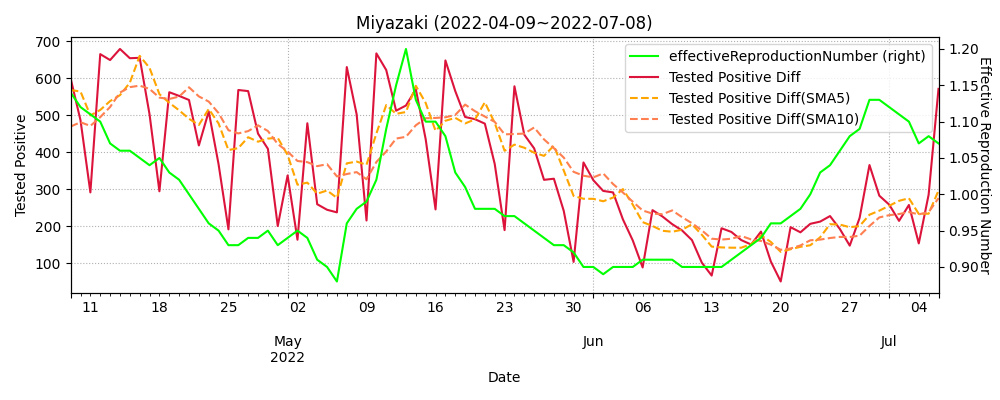 Miyazaki (2022-04-09~2022-07-08)
700
600
500
400
300
200
100
Tested Positive
effectiveReproductionNumber (right)
Tested Positive Diff
Tested Positive Diff(SMA5)
Tested Positive Diff(SMA10)
1.20
1.15
1.10
1.05
1.00
0.95
0.90
Effective Reproduction Number
11 18 25 02 09 16 23 30 06 13 20 27 04
May Jun Jul
2022
Date